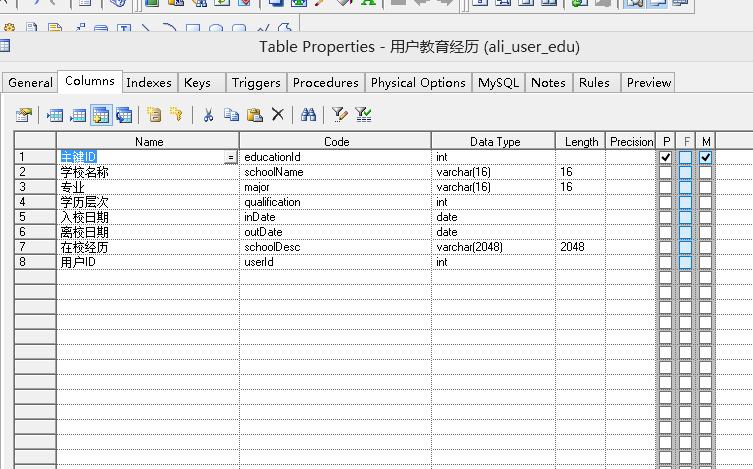 Table Properties - 用户教育经历 (ali_user_edu)
General Columns Indexes Keys Triggers Procedures Physical Options MySQL Notes Rules Preview
Name Code Data Type Length Precision P F M
1 主键ID = educationId int
2 学校名称 schoolName varchar(16) 16
3 专业 major varchar(16) 16
4 学历层次 qualification int
5 入校日期 inDate date
6 离校日期 outDate date
7 在校经历 schoolDesc varchar(2048) 2048
8 用户ID userId int